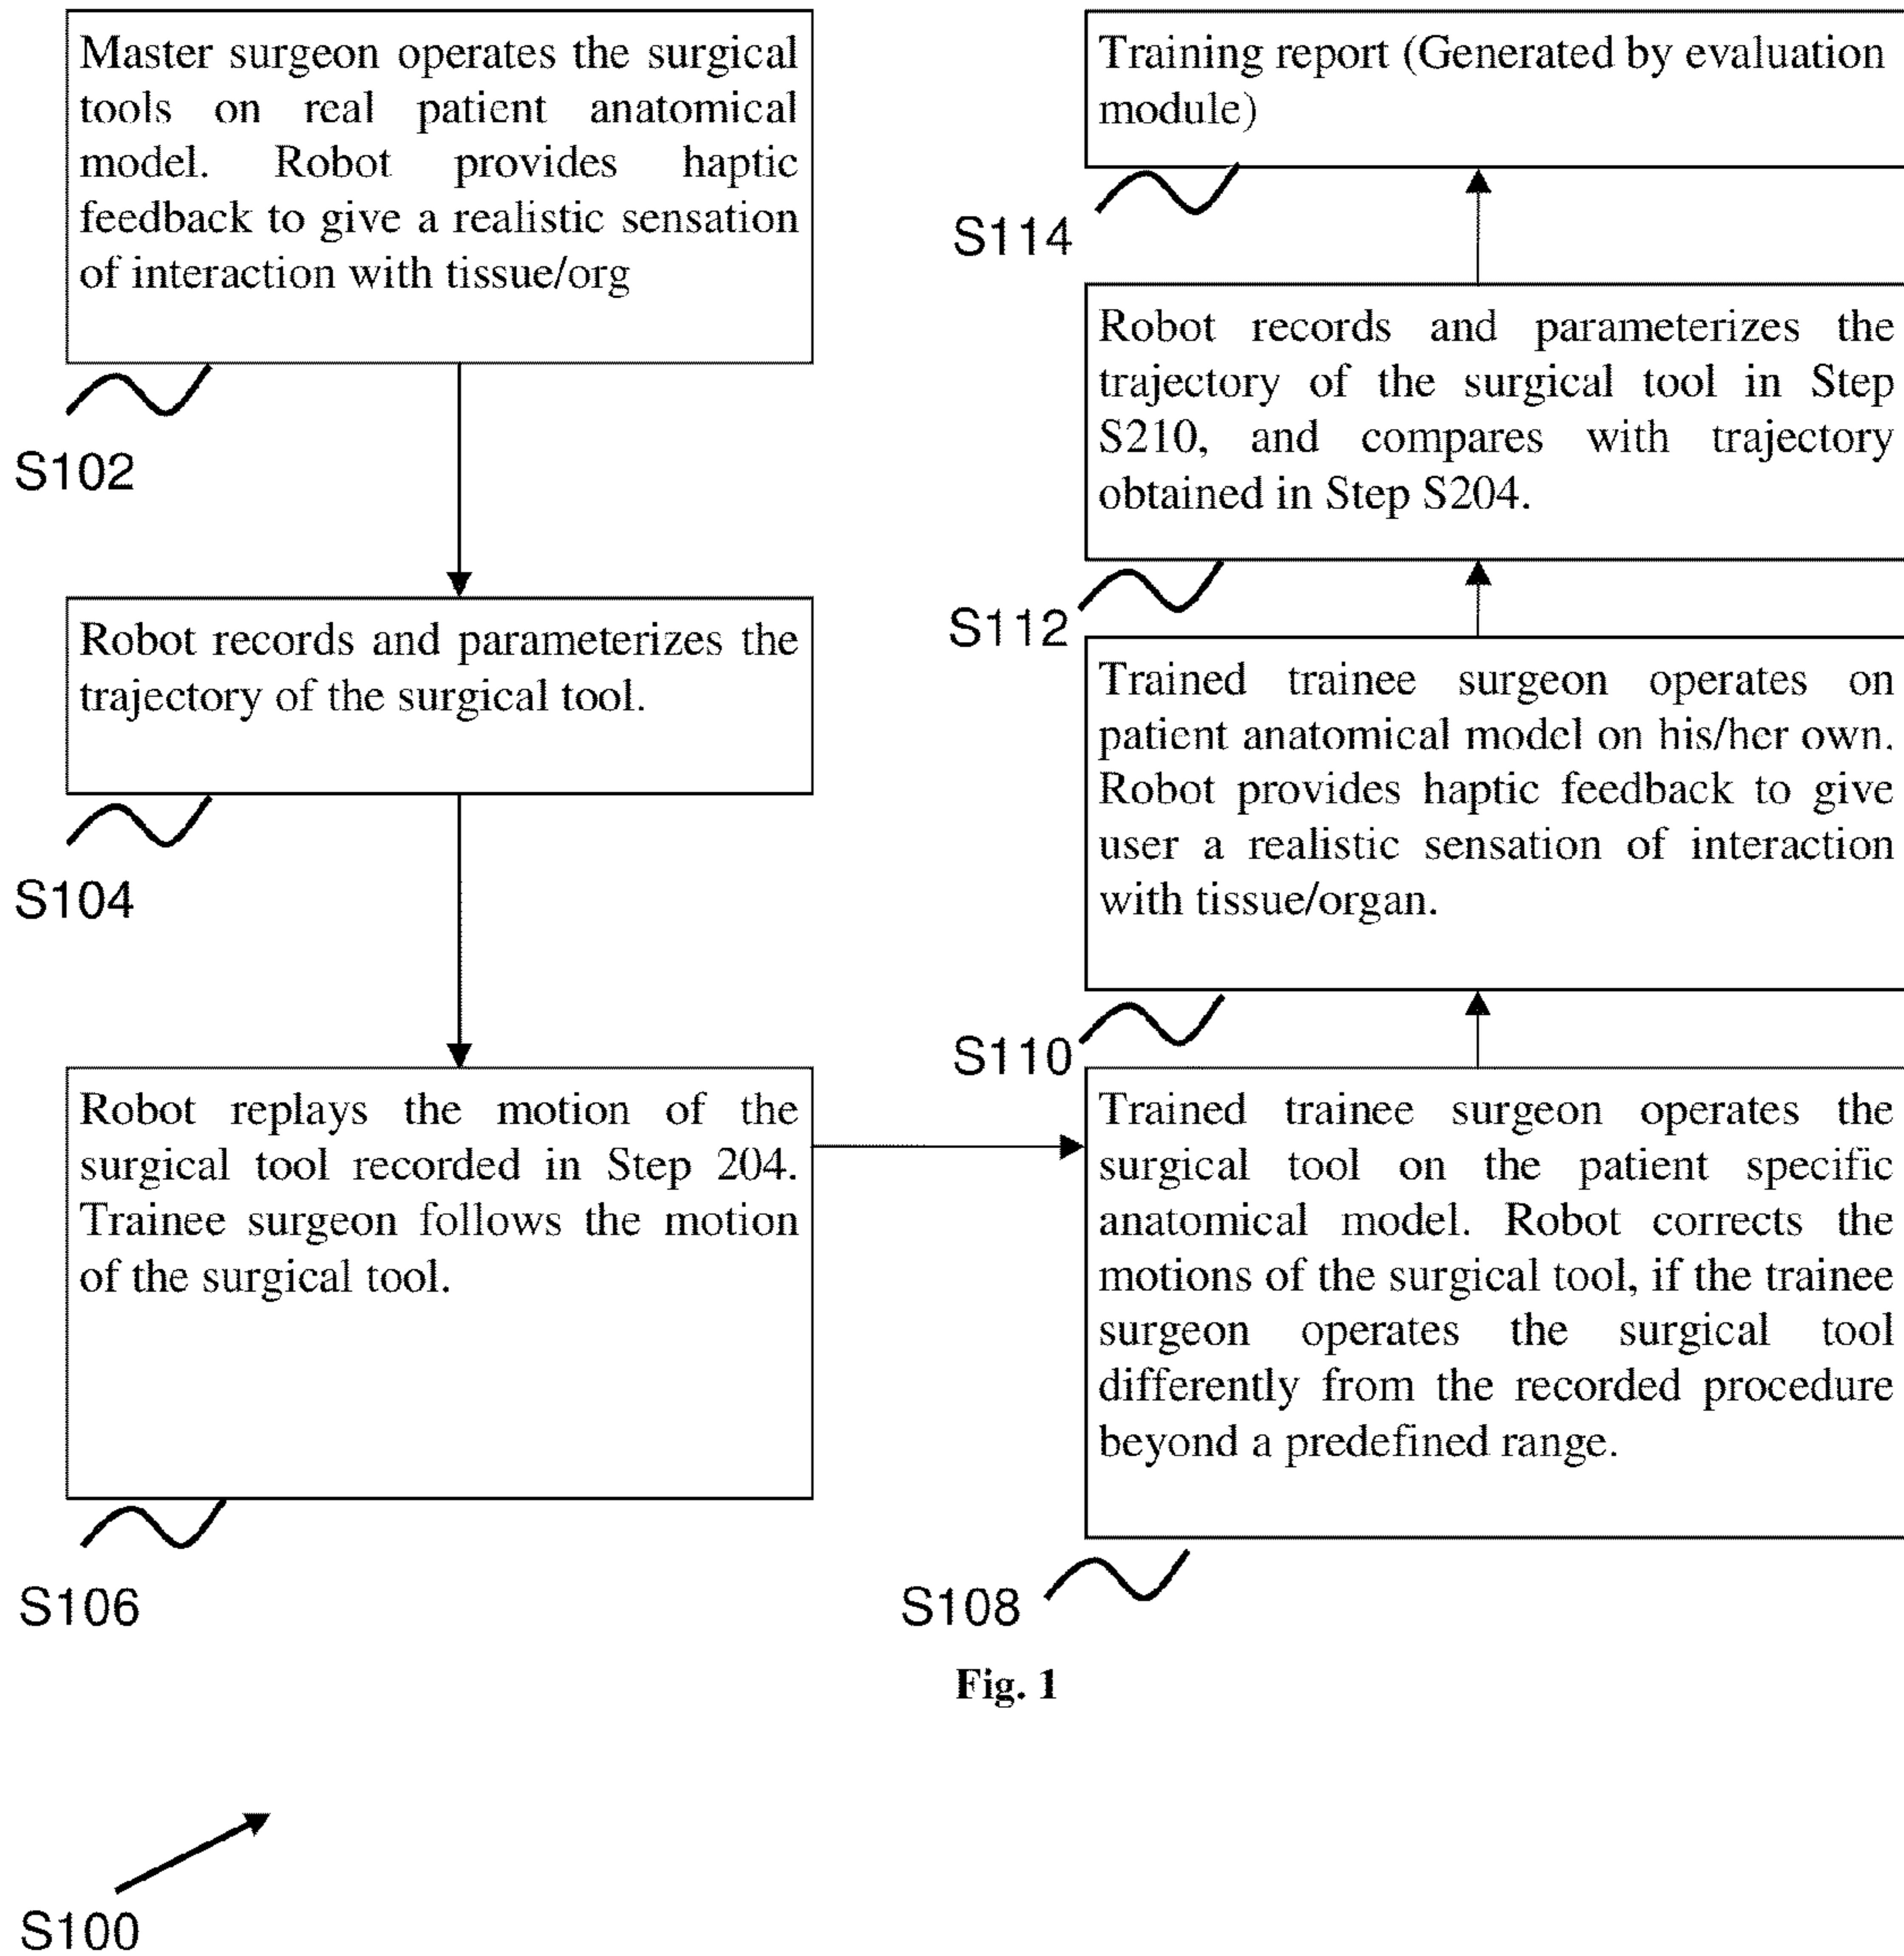 Master surgeon operates the surgical
tools on real patient anatomical
model. Robot provides haptic
feedback to give a realistic sensation
of interaction with tissue/org
S102
Robot records and parameterizes the
trajectory of the surgical tool.
S104
Robot replays the motion of the
surgical tool recorded in Step 204.
Trainee surgeon follows the motion
of the surgical tool.
S106
Trained trainee surgeon operates the
surgical tool on the patient specific
anatomical model. Robot corrects the
motions of the surgical tool, if the trainee
surgeon operates the surgical tool
differently from the recorded procedure
beyond a predefined range.
S108
Trained trainee surgeon operates on
patient anatomical model on his/her own.
Robot provides haptic feedback to give
user a realistic sensation of interaction
with tissue/organ.
S110
Robot records and parameterizes the
trajectory of the surgical tool in Step
S210, and compares with trajectory
obtained in Step S204.
S112
Training report (Generated by evaluation
module)
S114
Fig. 1
S100